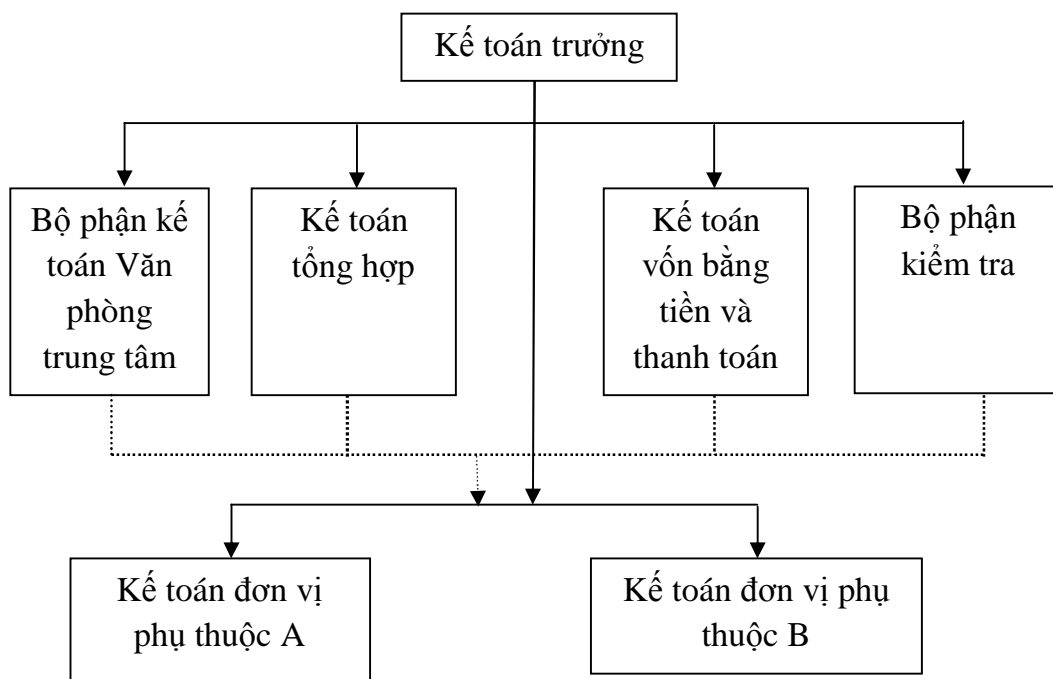 Kế toán trưởng
Bộ phận kế
toán Văn
phòng
trung tâm
Kế toán
tổng hợp
Kế toán
vốn bằng
tiền và
thanh toán
Bộ phận
kiểm tra
Kế toán đơn vị
phụ thuộc A
Kế toán đơn vị phụ
thuộc B